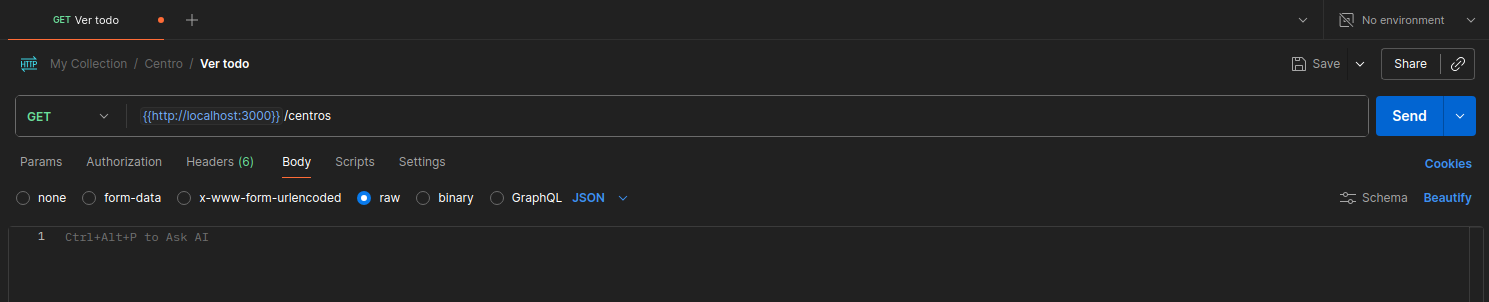 GET Ver todo
No environment
HTTP My Collection / Centro / Ver todo
Save
Share
GET
{{http://localhost:3000}} /centros
Send
Params Authorization Headers (6) Body Scripts Settings
Cookies
none form-data x-www-form-urlencoded raw binary GraphQL JSON
Schema Beautify
1 Ctrl+Alt+P to Ask AI